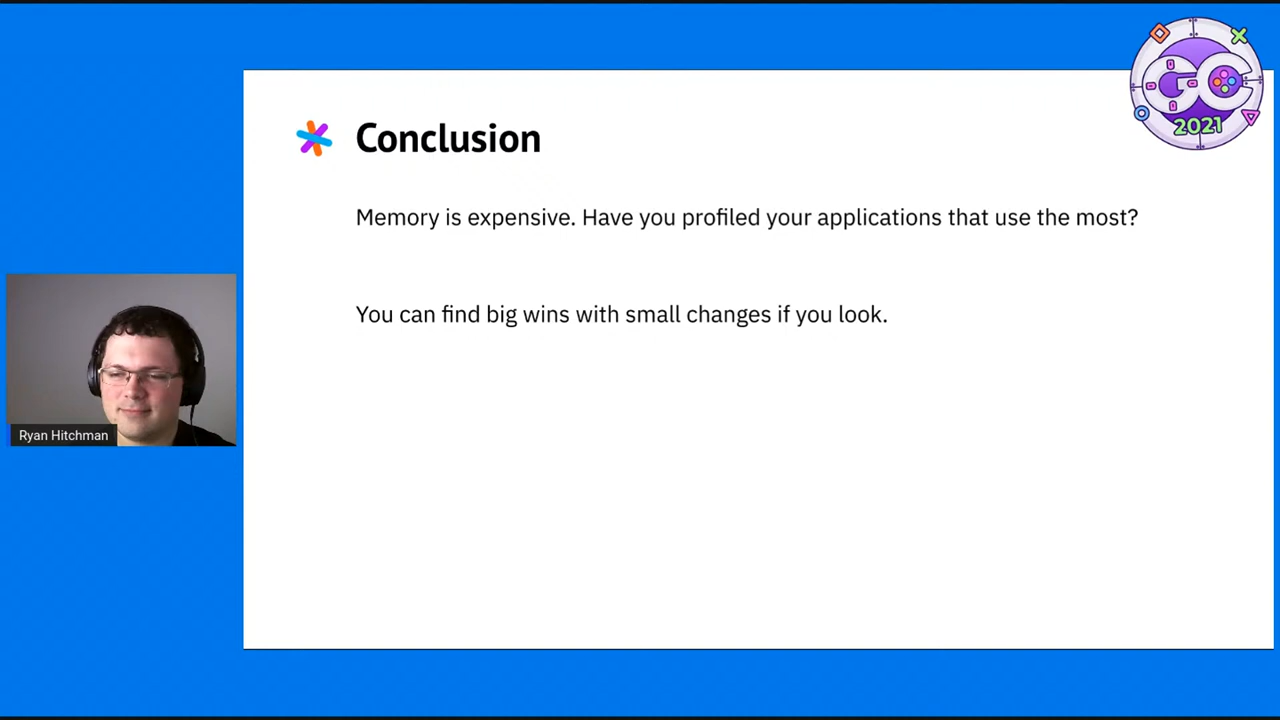 GC
2021
Conclusion
Memory is expensive. Have you profiled your applications that use the most?
You can find big wins with small changes if you look.
Ryan Hitchman